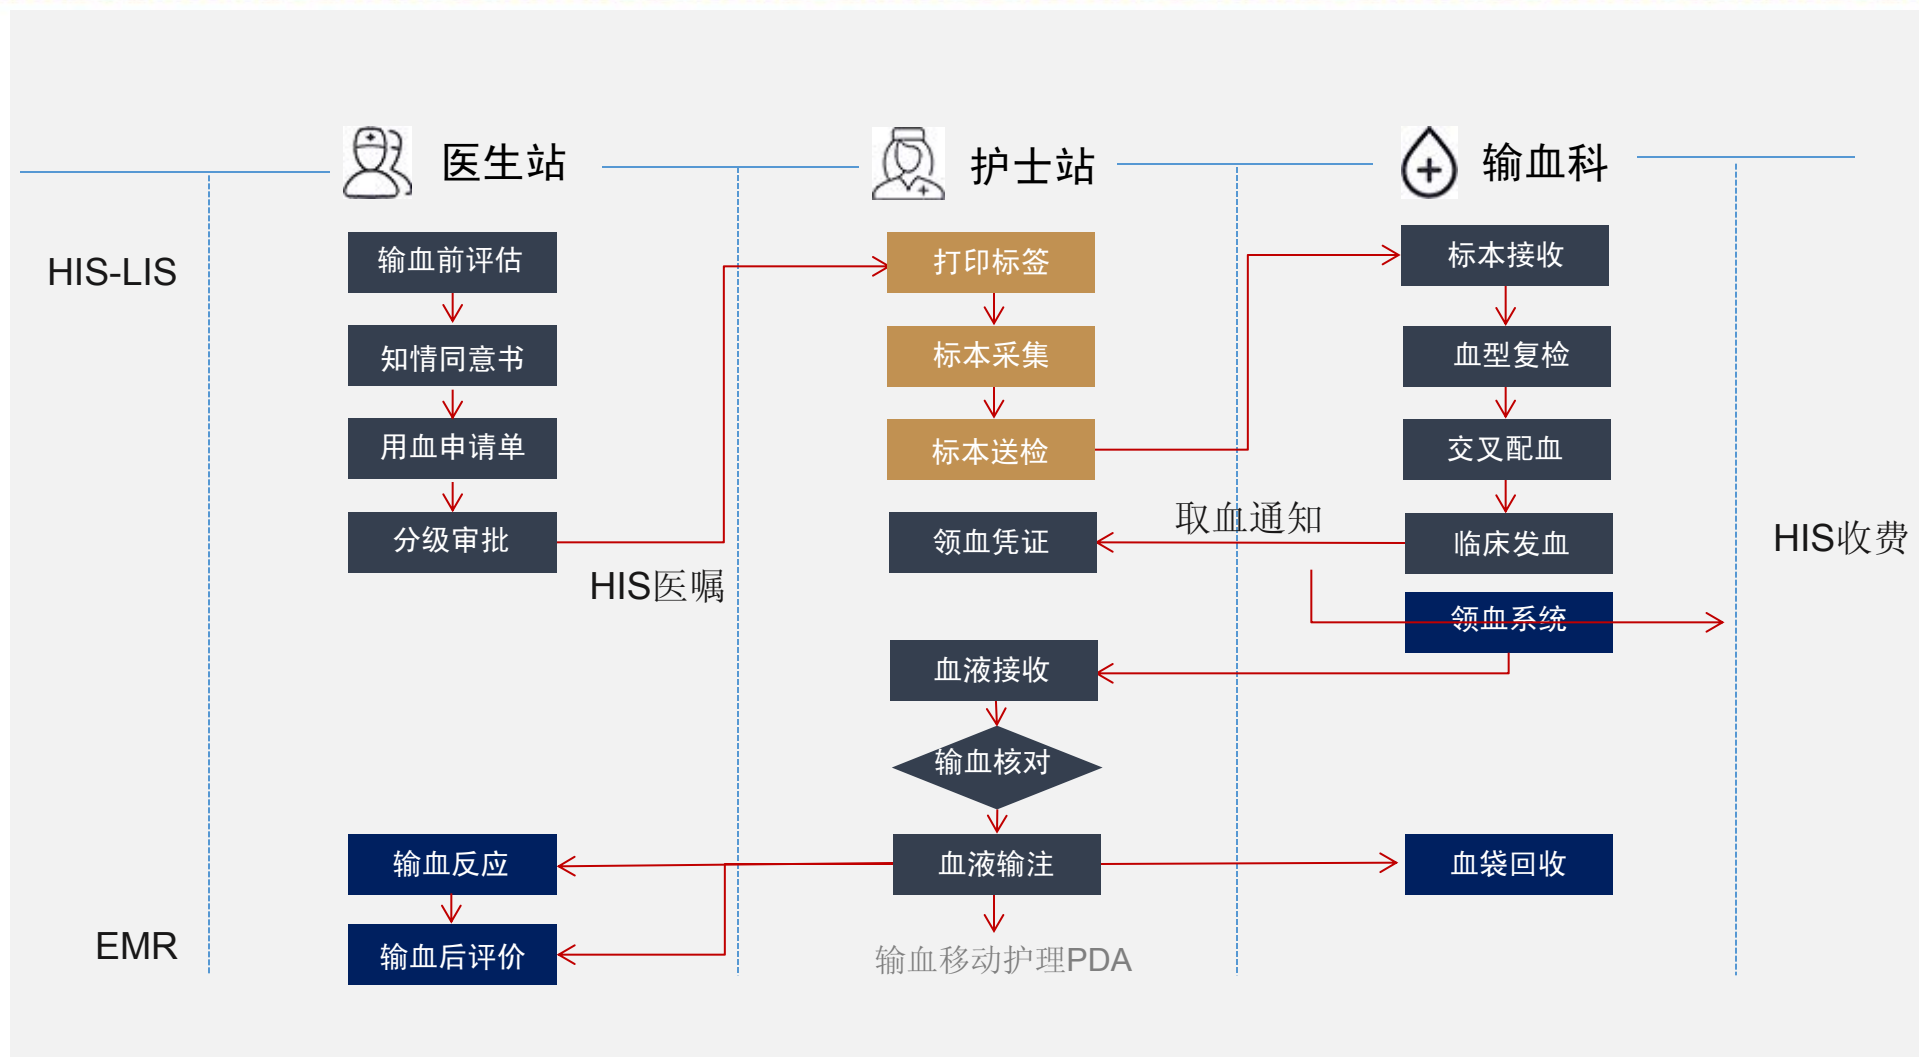 医生站
护士站
输血科
HIS-LIS
输血前评估
知情同意书
用血申请单
分级审批
HIS医嘱
打印标签
标本采集
标本送检
领血凭证
取血通知
血液接收
输血核对
血液输注
输血移动护理PDA
标本接收
血型复检
交叉配血
临床发血
领血系统
HIS收费
输血反应
输血后评价
血袋回收
EMR